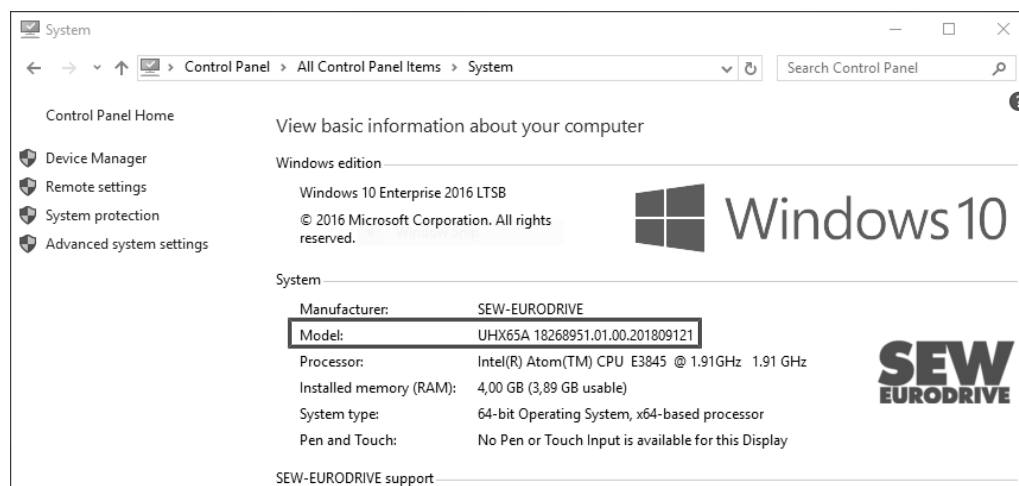 System
Control Panel > All Control Panel Items > System
Search Control Panel
Control Panel Home
Device Manager
Remote settings
System protection
Advanced system settings
View basic information about your computer
Windows edition
Windows 10 Enterprise 2016 LTSB
© 2016 Microsoft Corporation. All rights
reserved.
Windows 10
System
Manufacturer: SEW-EURODRIVE
Model: UHX65A 18268951.01.00.201809121
Processor: Intel(R) Atom(TM) CPU E3845 @ 1.91GHz 1.91 GHz
Installed memory (RAM): 4,00 GB (3,89 GB usable)
System type: 64-bit Operating System, x64-based processor
Pen and Touch: No Pen or Touch Input is available for this Display
SEW
EURODRIVE
SEW-EURODRIVE support